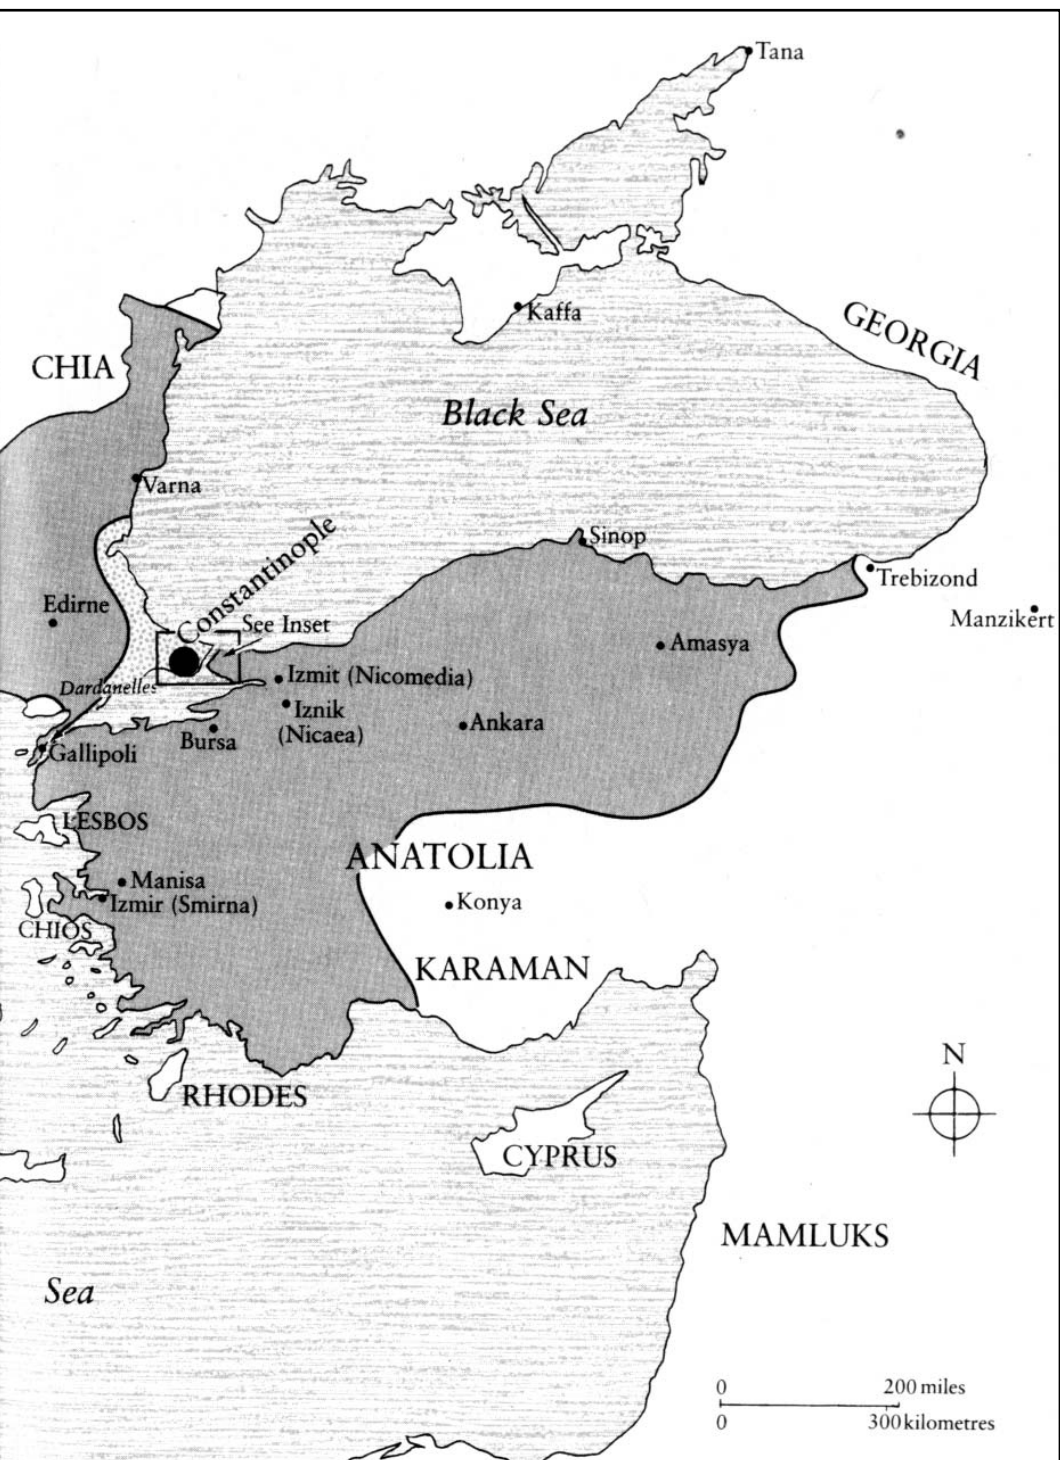 Tana
Kaffa
GEORGIA
CHIA
Black Sea
Varna
Constantinople
Sinop
Trebizond
Edirne
See Inset
Manzikert
Amasya
Dardanelles
Izmit (Nicomedia)
Iznik
(Nicaea)
Ankara
Bursa
Gallipoli
LESBOS
ANATOLIA
Manisa
Izmir (Smirna)
Konya
CHIOS
KARAMAN
N
RHODES
CYPRUS
MAMLUKS
Sea
0 200 miles
0 300 kilometres